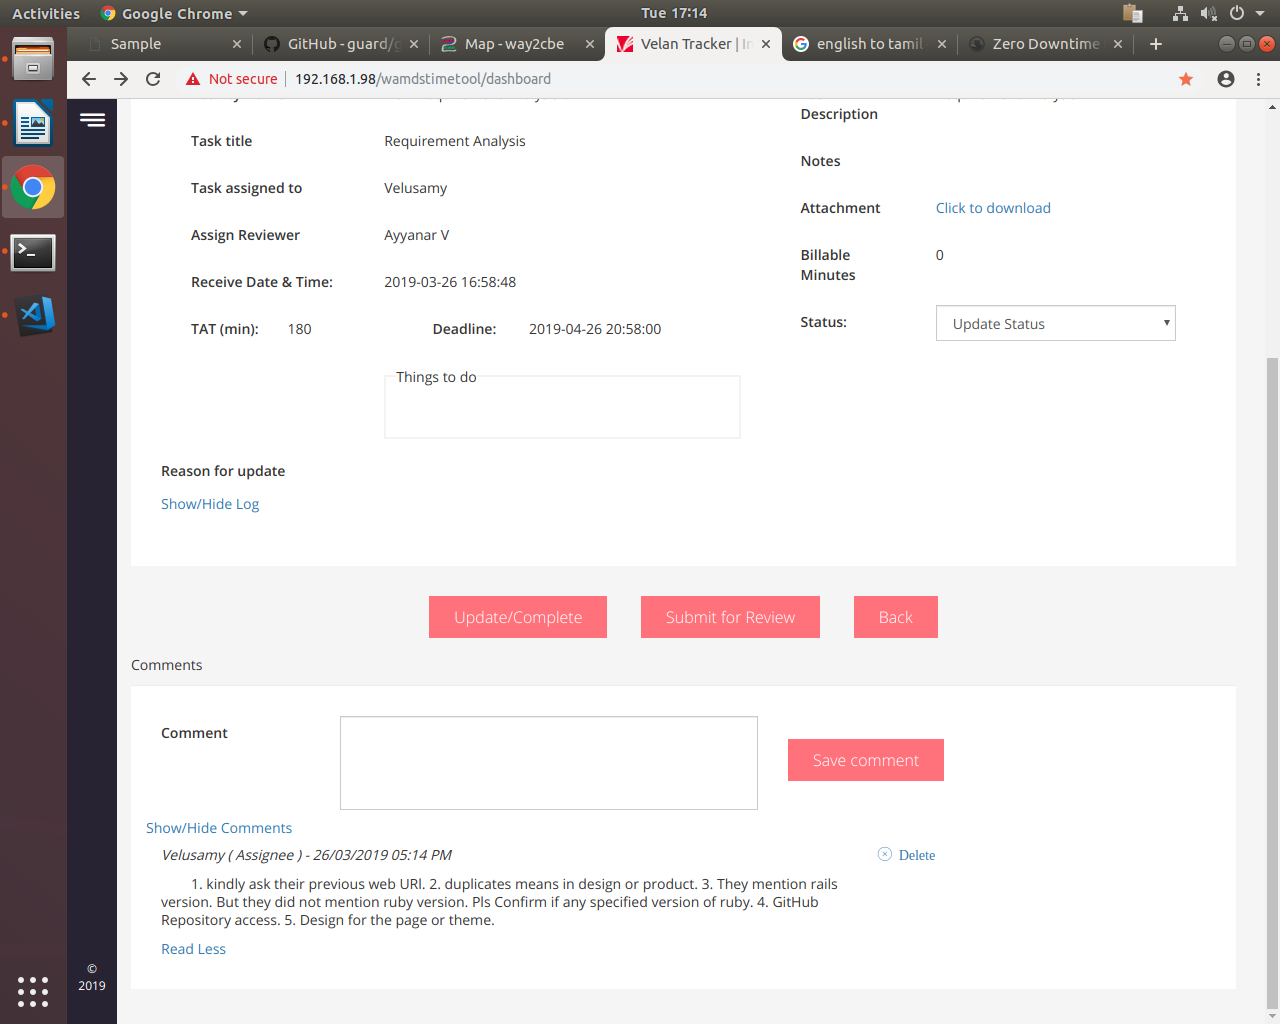 Activities
Google Chrome
Tue 17:14
Sample
GitHub - guard/g
Map - way2cbe
Velan Tracker | In
english to tamil
Zero Downtime
Not secure
192.168.1.98/wamdstimetool/dashboard
Description
Task title
Requirement Analysis
Notes
Task assigned to
Velusamy
Attachment
Click to download
Assign Reviewer
Ayyanar V
Billable
Minutes
0
Receive Date & Time:
2019-03-26 16:58:48
TAT (min):
180
Deadline:
2019-04-26 20:58:00
Status:
Update Status
Things to do
Reason for update
Show/Hide Log
Update/Complete
Submit for Review
Back
Comments
Comment
Save comment
Show/Hide Comments
Velusamy ( Assignee ) - 26/03/2019 05:14 PM
Delete
1. kindly ask their previous web URl. 2. duplicates means in design or product. 3. They mention rails
version. But they did not mention ruby version. Pls Confirm if any specified version of ruby. 4. GitHub
Repository access. 5. Design for the page or theme.
Read Less
©
2019